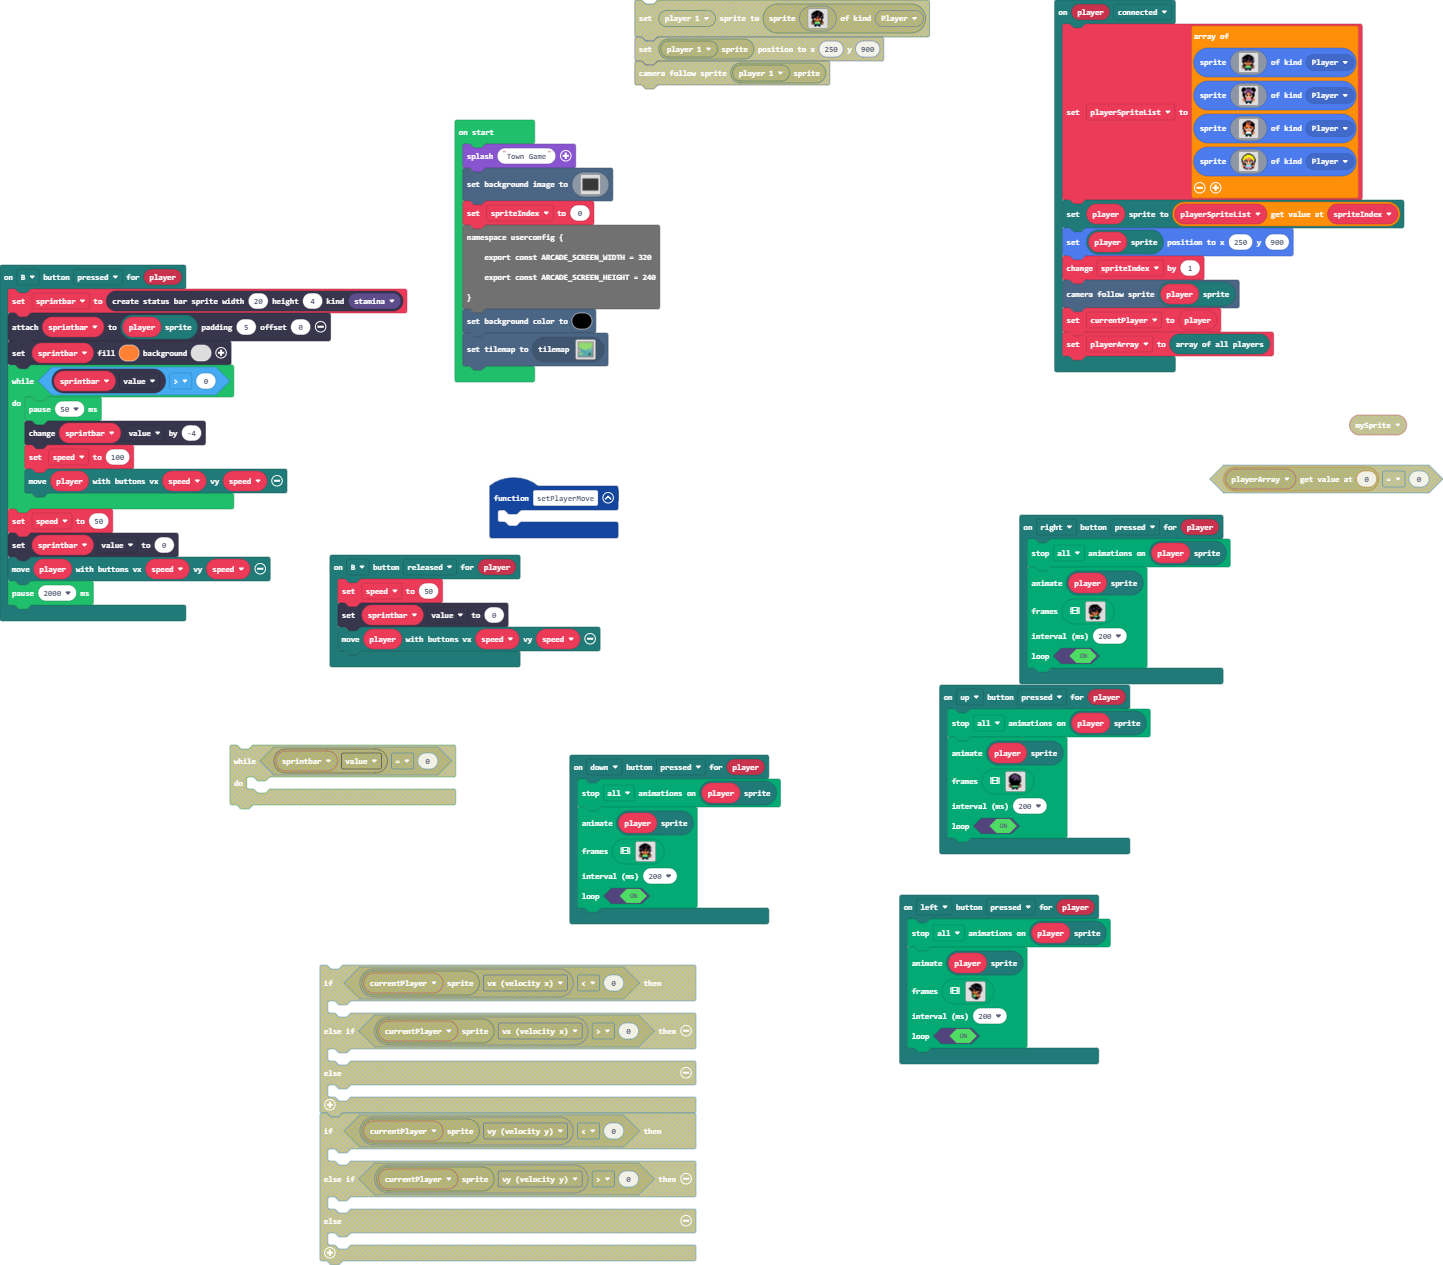 set player 1 sprite to sprite of kind Player
set player 1 sprite position to x 250 y 900
camera follow sprite player 1 sprite
on player connected
set playerSpriteList to array of
sprite of kind Player
sprite of kind Player
sprite of kind Player
sprite of kind Player
set player sprite to playerSpriteList get value at spriteIndex
set player sprite position to x 250 y 900
change spriteIndex by 1
camera follow sprite player sprite
set currentPlayer to player
set playerArray to array of all players
on start
splash "Town Game"
set background image to
set spriteIndex to 0
namespace userconfig {
export const ARCADE_SCREEN_WIDTH = 320
export const ARCADE_SCREEN_HEIGHT = 240
}
set background color to
set tilemap to tilemap
on B button pressed for player
set sprintbar to create status bar sprite width 20 height 4 kind stamina
attach sprintbar to player sprite padding 5 offset 0
set sprintbar fill background
while sprintbar value > 0
do
pause 50 ms
change sprintbar value by -4
set speed to 100
move player with buttons vx speed vy speed
set speed to 50
set sprintbar value to 0
move player with buttons vx speed vy speed
pause 2000 ms
mySprite
playerArray get value at 0 = 0
function setPlayerMove
on B button released for player
set speed to 50
set sprintbar value to 0
move player with buttons vx speed vy speed
on right button pressed for player
stop all animations on player sprite
animate player sprite
frames
interval (ms) 200
loop ON
on up button pressed for player
stop all animations on player sprite
animate player sprite
frames
interval (ms) 200
loop ON
while sprintbar value = 0
do
on down button pressed for player
stop all animations on player sprite
animate player sprite
frames
interval (ms) 200
loop ON
on left button pressed for player
stop all animations on player sprite
animate player sprite
frames
interval (ms) 200
loop ON
if currentPlayer sprite vx (velocity x) < 0 then
else if currentPlayer sprite vx (velocity x) > 0 then
else
if currentPlayer sprite vy (velocity y) < 0 then
else if currentPlayer sprite vy (velocity y) > 0 then
else